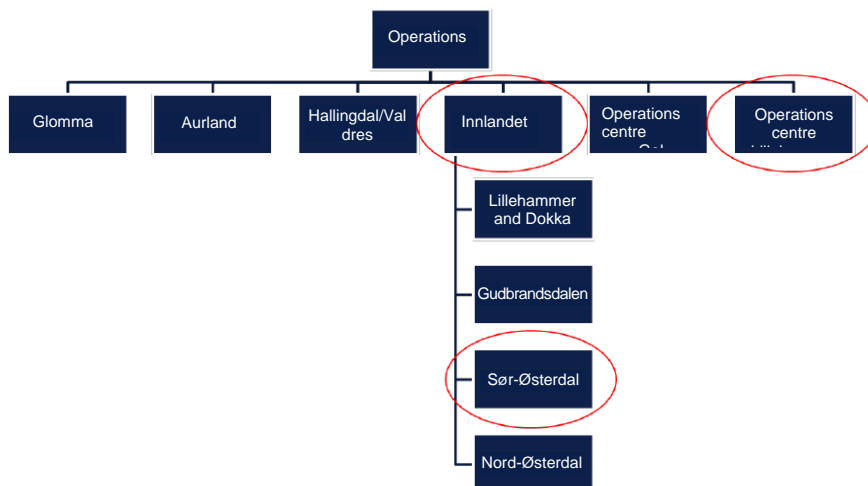 Operations
Glomma
Aurland
Hallingdal/Val
dres
Innlandet
Operations
centre
Operations
centre
Lillehammer
and Dokka
Gudbrandsdalen
Sør-Østerdal
Nord-Østerdal